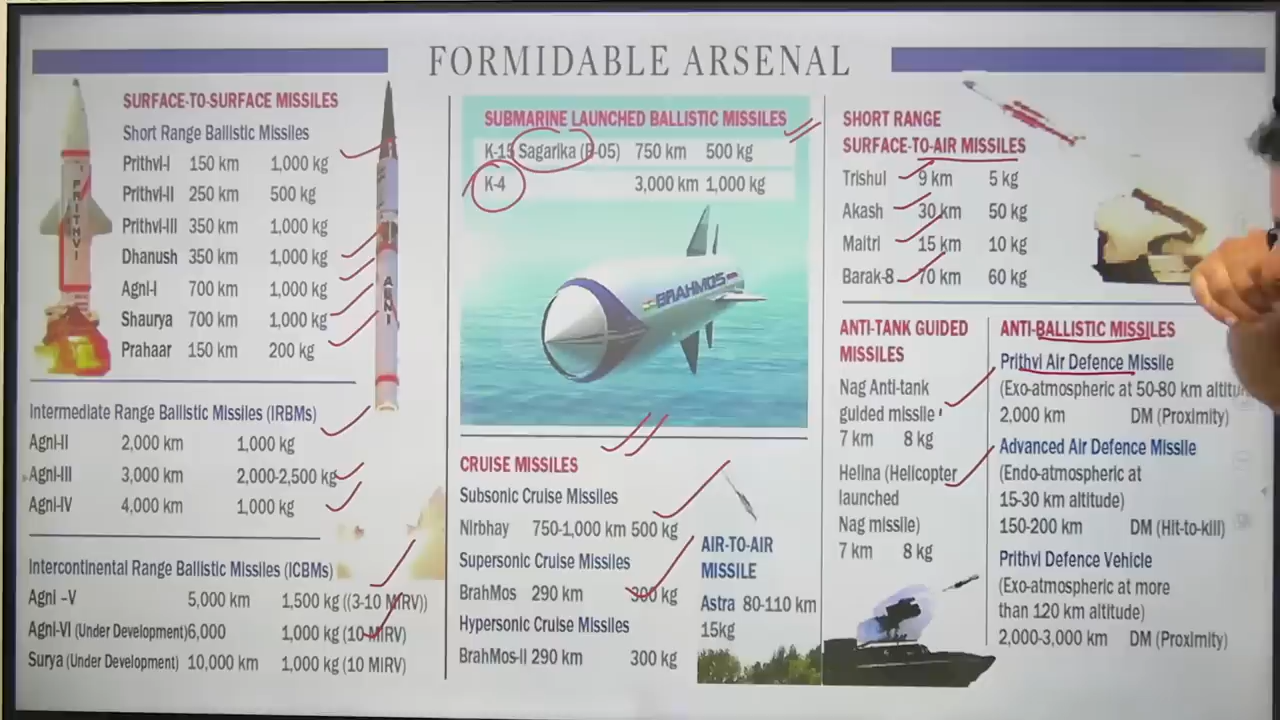 FORMIDABLE ARSENAL
SURFACE-TO-SURFACE MISSILES
Short Range Ballistic Missiles
Prithvi-I 150 km 1,000 kg
Prithvi-II 250 km 500 kg
Prithvi-III 350 km 1,000 kg
Dhanush 350 km 1,000 kg
Agni-I 700 km 1,000 kg
Shaurya 700 km 1,000 kg
Prahaar 150 km 200 kg
PRITHVI
AGNI
Intermediate Range Ballistic Missiles (IRBMs)
Agni-II 2,000 km 1,000 kg
Agni-III 3,000 km 2,000-2,500 kg
Agni-IV 4,000 km 1,000 kg
Intercontinental Range Ballistic Missiles (ICBMs)
Agni -V 5,000 km 1,500 kg ((3-10 MIRV))
Agni-VI (Under Development)6,000 1,000 kg (10 MIRV)
Surya (Under Development) 10,000 km 1,000 kg (10 MIRV)
SUBMARINE LAUNCHED BALLISTIC MISSILES
K-15 Sagarika (B-05) 750 km 500 kg
K-4 3,000 km 1,000 kg
BRAHMOS
CRUISE MISSILES
Subsonic Cruise Missiles
Nirbhay 750-1,000 km 500 kg
Supersonic Cruise Missiles
BrahMos 290 km 300 kg
Hypersonic Cruise Missiles
BrahMos-II 290 km 300 kg
AIR-TO-AIR
MISSILE
Astra 80-110 km
15kg
SHORT RANGE
SURFACE-TO-AIR MISSILES
Trishul 9 km 5 kg
Akash 30 km 50 kg
Maitri 15 km 10 kg
Barak-8 70 km 60 kg
ANTI-TANK GUIDED
MISSILES
Nag Anti-tank
guided missile
7 km 8 kg
Helina (Helicopter
launched
Nag missile)
7 km 8 kg
ANTI-BALLISTIC MISSILES
Prithvi Air Defence Missile
(Exo-atmospheric at 50-80 km
2,000 km DM (Proximity)
Advanced Air Defence Missile
(Endo-atmospheric at
15-30 km altitude)
150-200 km DM (Hit-to-kill)
Prithvi Defence Vehicle
(Exo-atmospheric at more
than 120 km altitude)
2,000-3,000 km DM (Proximity)